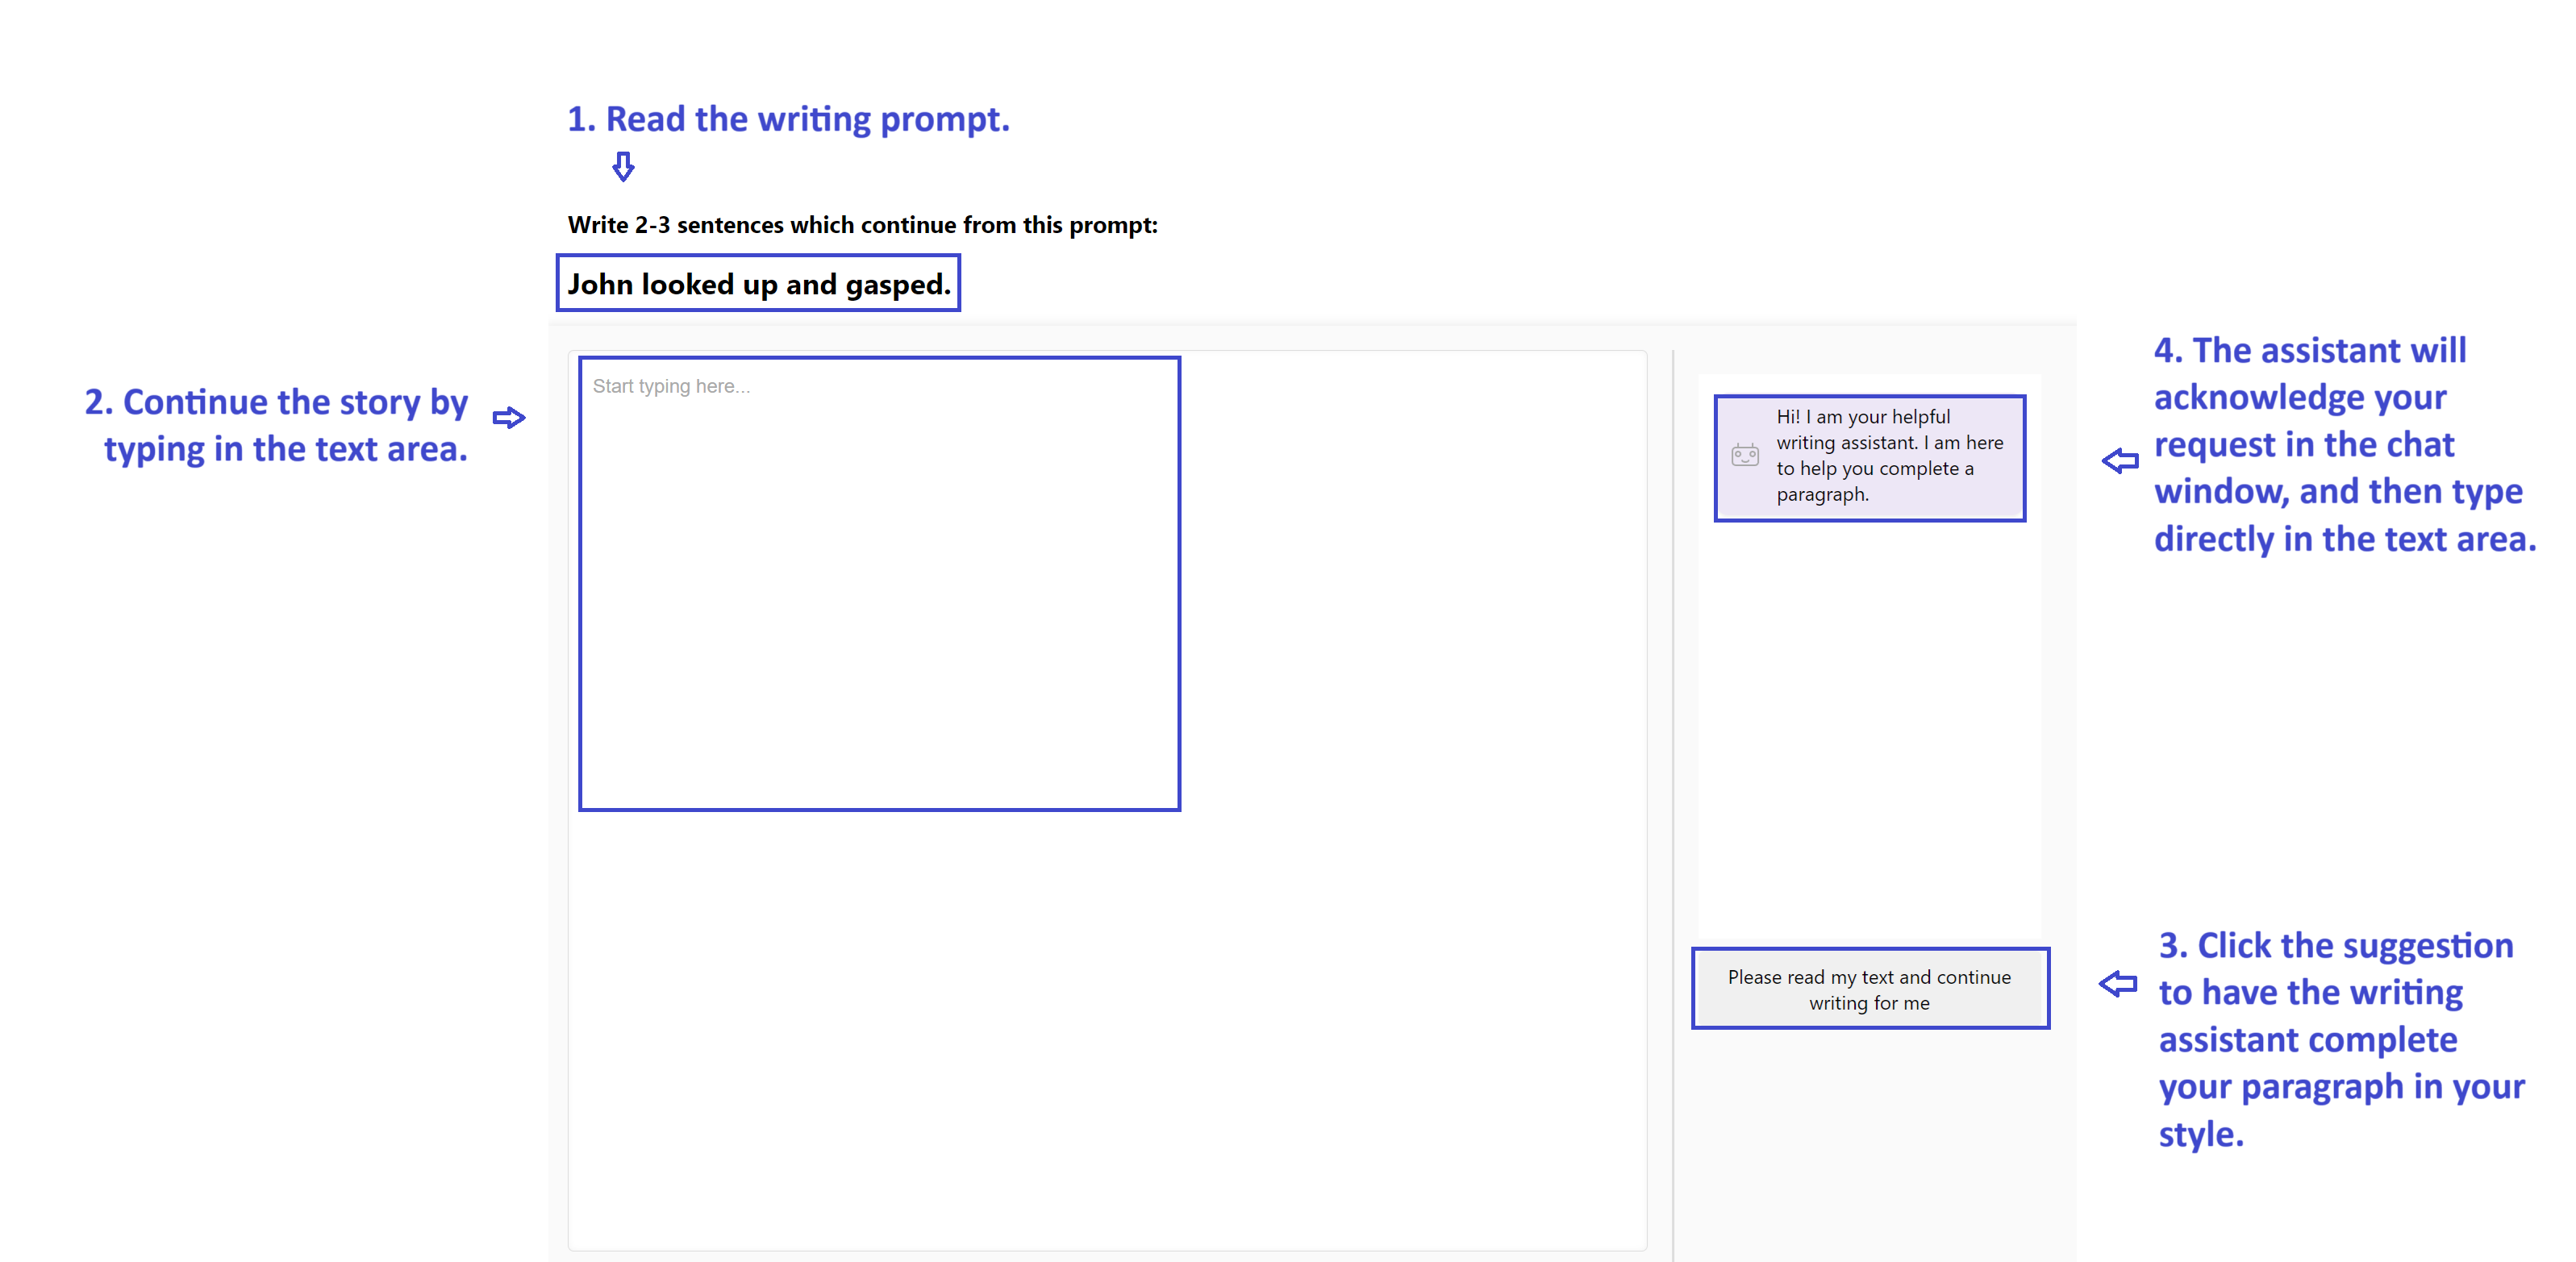 1. Read the writing prompt.
Write 2-3 sentences which continue from this prompt:
John looked up and gasped.
2. Continue the story by
typing in the text area.
Start typing here...
Hi! I am your helpful
writing assistant. I am here
to help you complete a
paragraph.
4. The assistant will
acknowledge your
request in the chat
window, and then type
directly in the text area.
Please read my text and continue
writing for me
3. Click the suggestion
to have the writing
assistant complete
your paragraph in your
style.